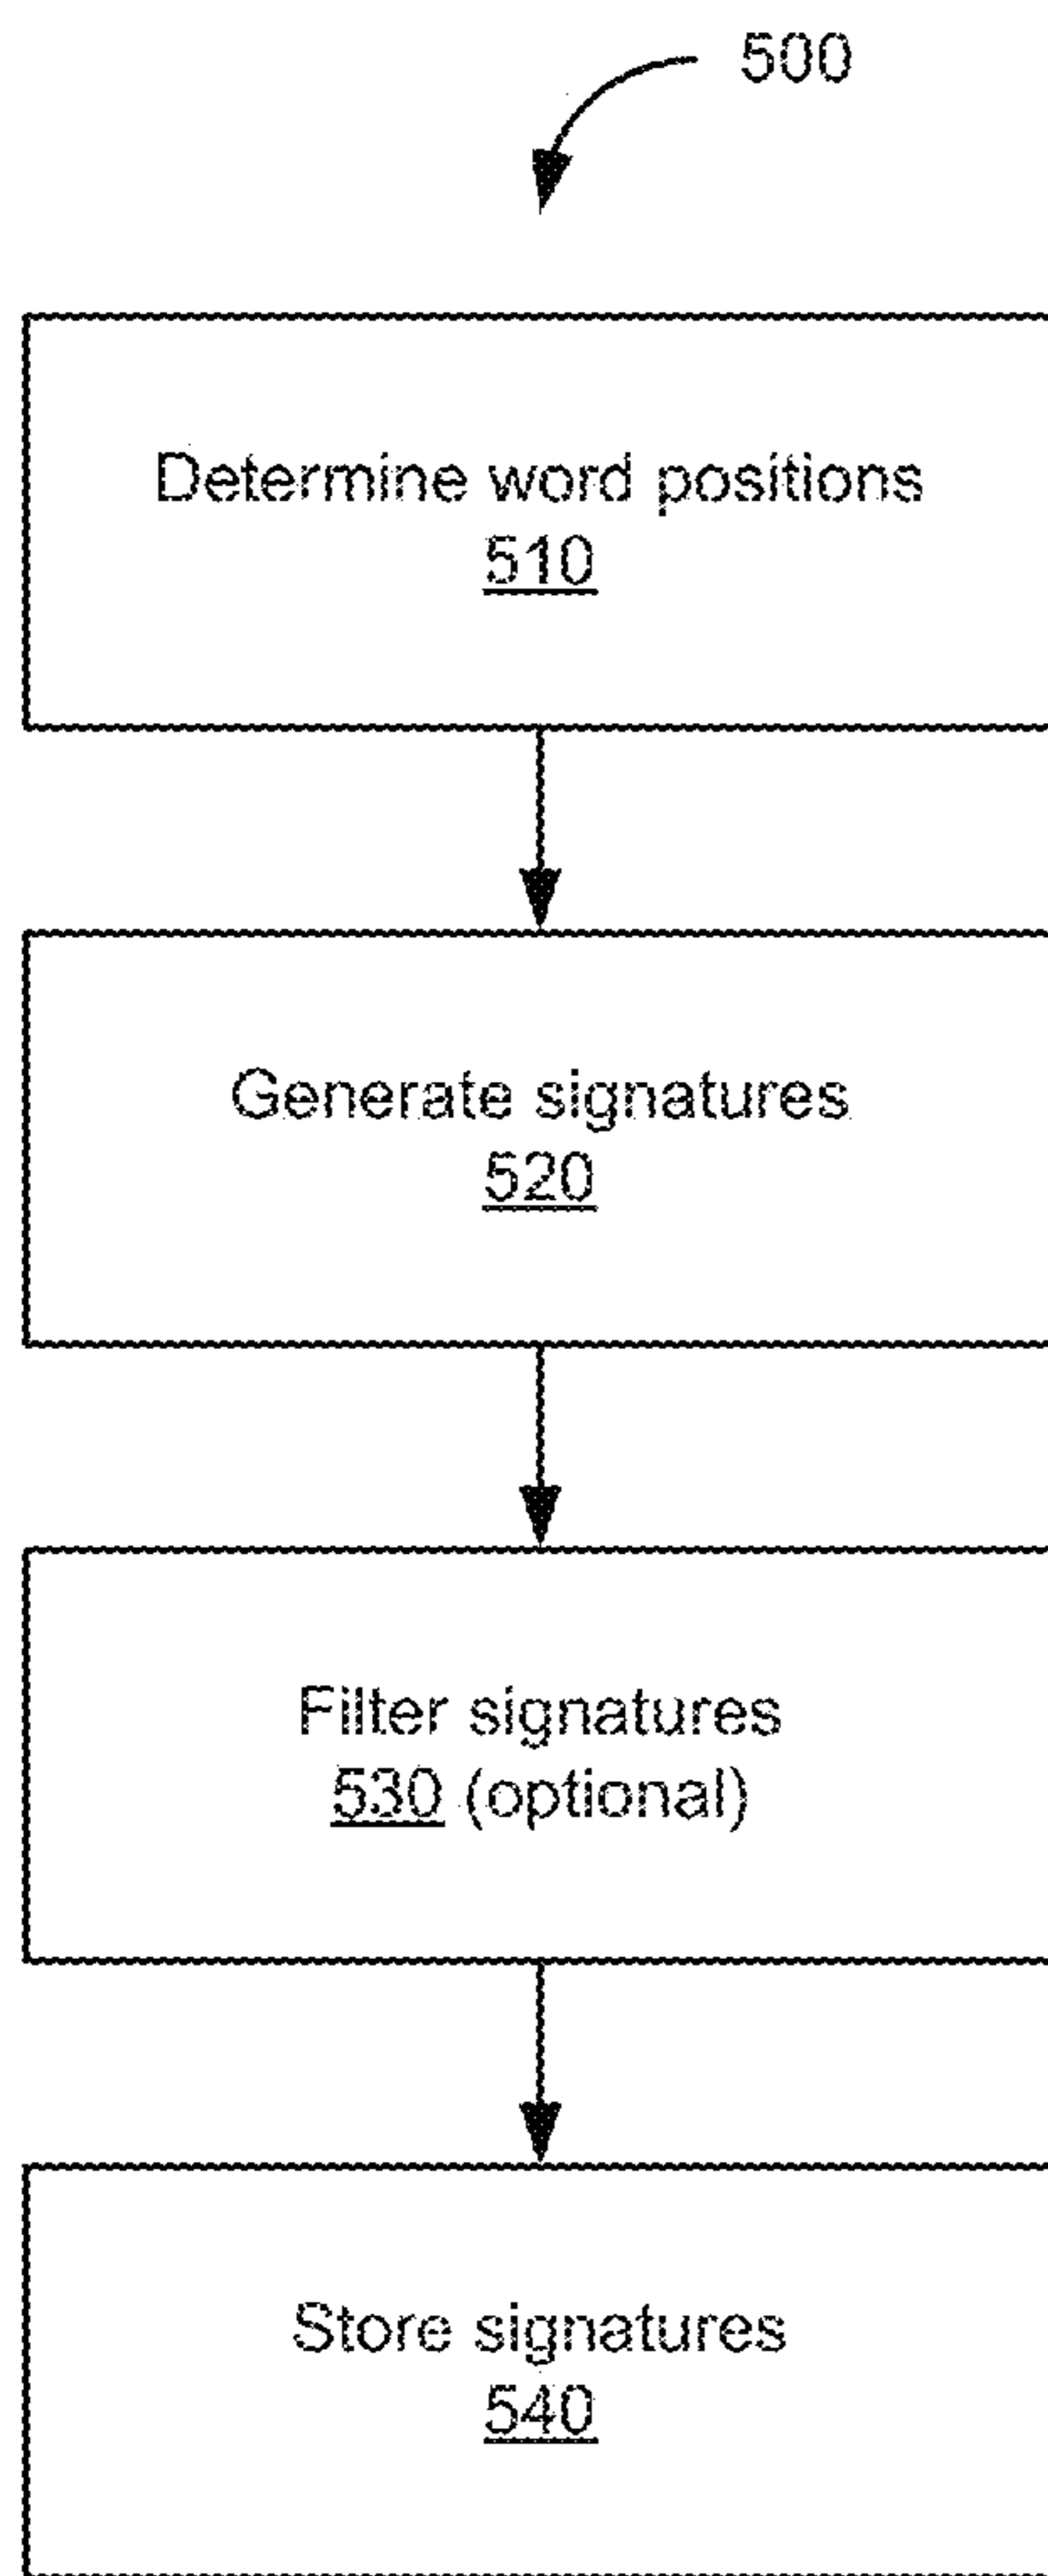 500
Determine word positions
510
Generate signatures
520
Filter signatures
530 (optional)
Store signatures
540